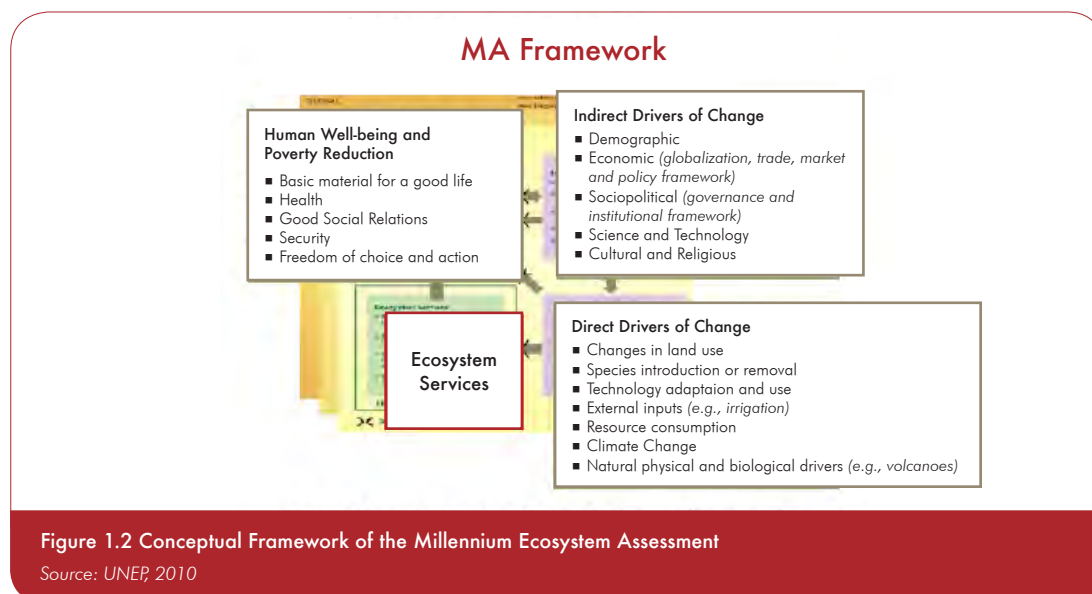 MA Framework
Human Well-being and
Poverty Reduction
■ Basic material for a good life
■ Health
■ Good Social Relations
■ Security
■ Freedom of choice and action
Indirect Drivers of Change
■ Demographic
■ Economic (globalization, trade, market
and policy framework)
■ Sociopolitical (governance and
institutional framework)
■ Science and Technology
■ Cultural and Religious
Ecosystem
Services
Direct Drivers of Change
■ Changes in land use
■ Species introduction or removal
■ Technology adaptaion and use
■ External inputs (e.g., irrigation)
■ Resource consumption
■ Climate Change
■ Natural physical and biological drivers (e.g., volcanoes)
Figure 1.2 Conceptual Framework of the Millennium Ecosystem Assessment
Source: UNEP, 2010